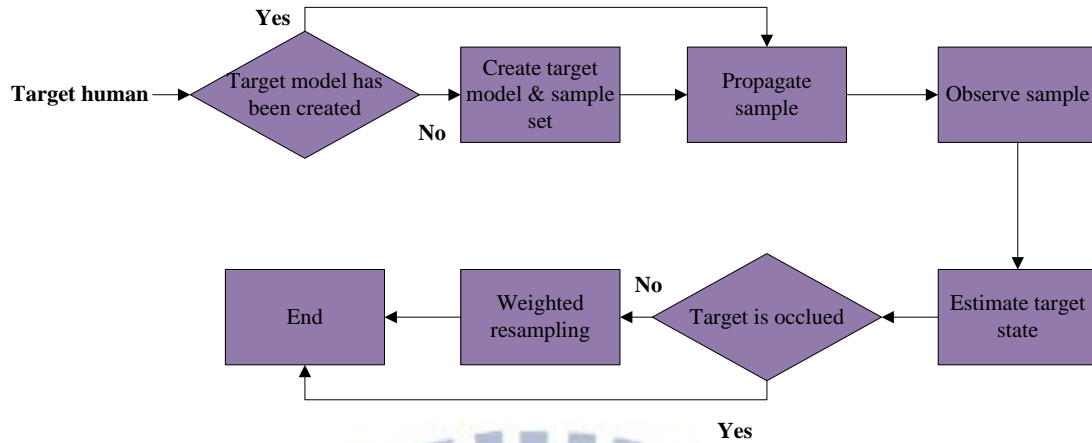 Yes
Target human
Target model has
been created
No
Create target
model & sample
set
Propagate
sample
Observe sample
Estimate target
state
Target is occlued
No
Weighted
resampling
End
Yes